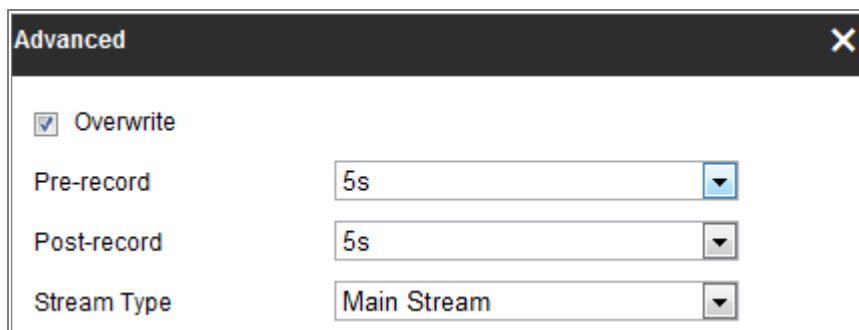 Advanced
Overwrite
Pre-record 5s
Post-record 5s
Stream Type Main Stream